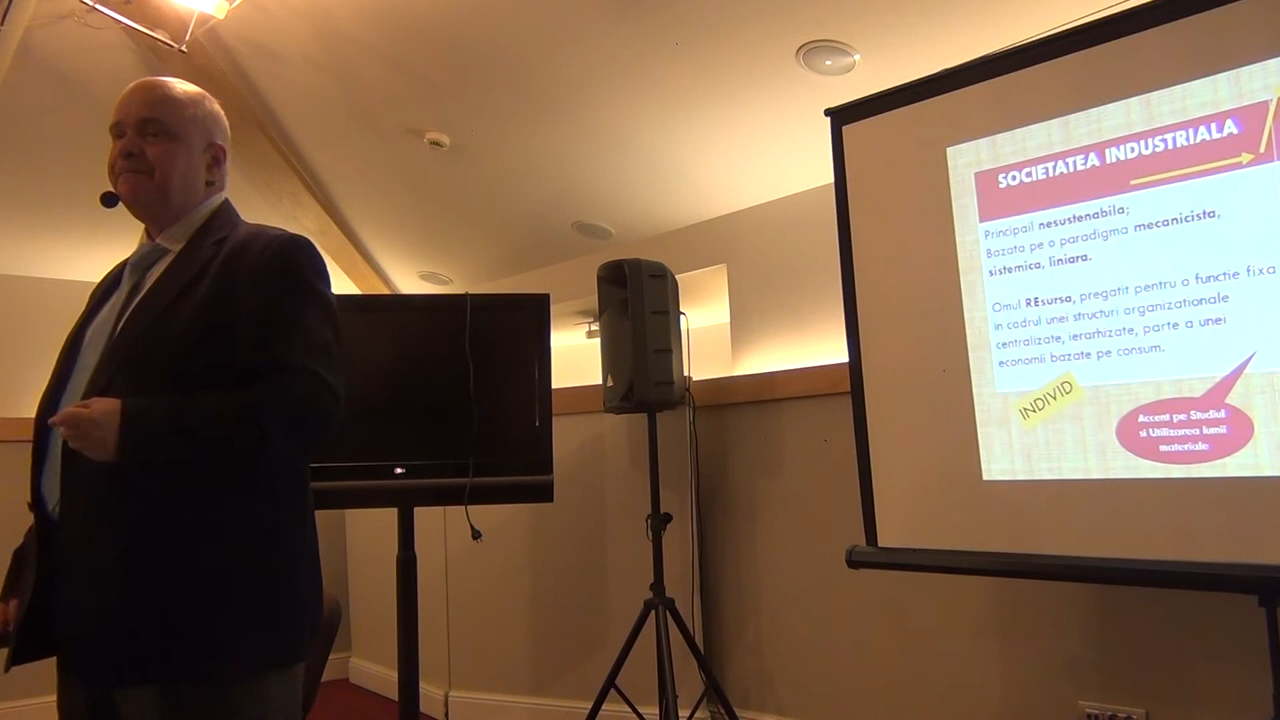 SOCIETATEA INDUSTRIALA
Principail nesustenabila;
Bazata pe o paradigma mecanicista,
sistemica, liniara.
Omul REsursa, pregatit pentru o functie fixa
in cadrul unei structuri organizationale
centralizate, ierarhizate, parte a unei
economii bazate pe consum.
INDIVID
Accent pe Studiul
si Utilizarea lumii
materiale